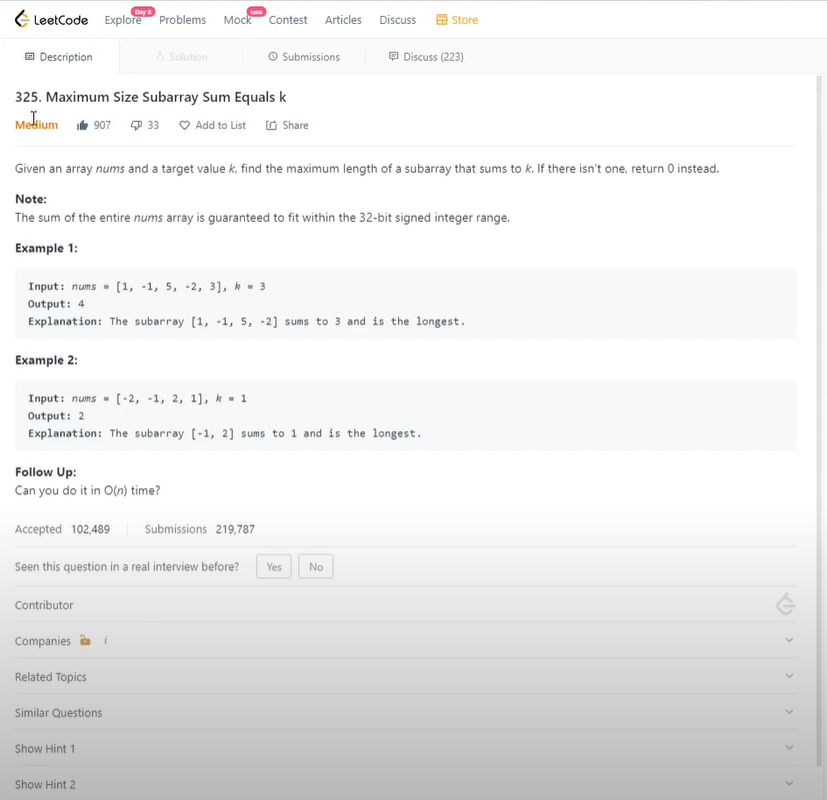 LeetCode Explore Day 8 Problems Mock new Contest Articles Discuss Store
Description Solution Submissions Discuss (223)
325. Maximum Size Subarray Sum Equals k
Medium 907 33 Add to List Share
Given an array nums and a target value k, find the maximum length of a subarray that sums to k. If there isn't one, return 0 instead.
Note:
The sum of the entire nums array is guaranteed to fit within the 32-bit signed integer range.
Example 1:
Input: nums = [1, -1, 5, -2, 3], k = 3
Output: 4
Explanation: The subarray [1, -1, 5, -2] sums to 3 and is the longest.
Example 2:
Input: nums = [-2, -1, 2, 1], k = 1
Output: 2
Explanation: The subarray [-1, 2] sums to 1 and is the longest.
Follow Up:
Can you do it in O(n) time?
Accepted 102,489 Submissions 219,787
Seen this question in a real interview before? Yes No
Contributor
Companies i
Related Topics
Similar Questions
Show Hint 1
Show Hint 2